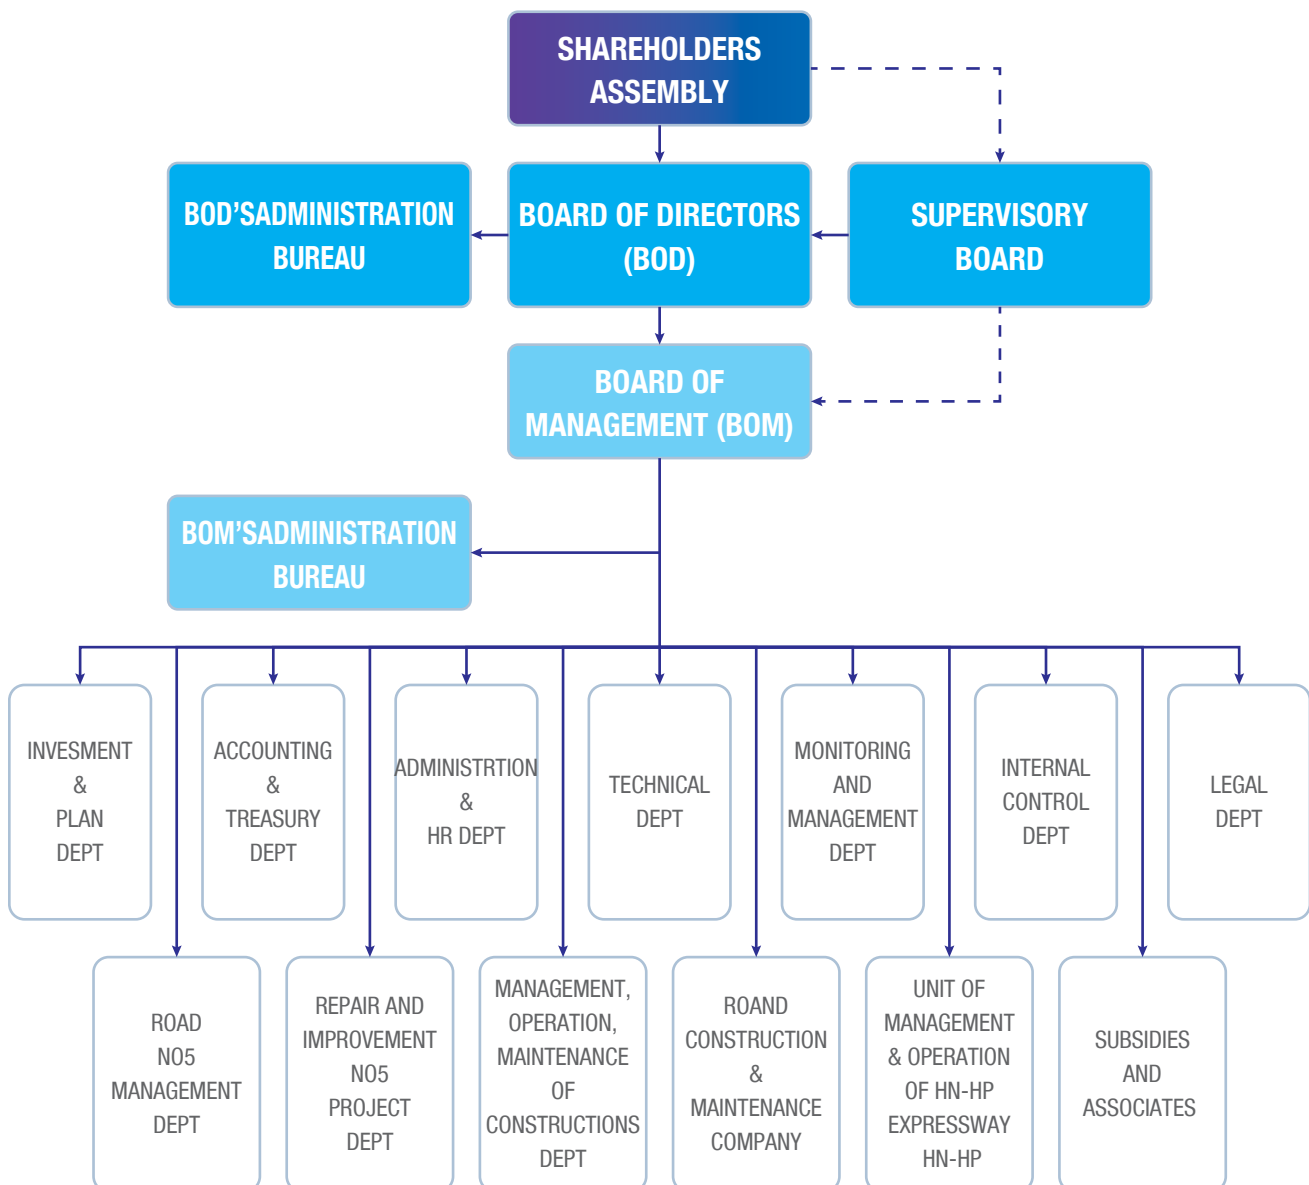 SHAREHOLDERS
ASSEMBLY
BOD'SADMINISTRATION
BUREAU
BOARD OF DIRECTORS
(BOD)
SUPERVISORY
BOARD
BOARD OF
MANAGEMENT (BOM)
BOM'SADMINISTRATION
BUREAU
INVESMENT
&
PLAN
DEPT
ACCOUNTING
&
TREASURY
DEPT
ADMINISTRTION
&
HR DEPT
TECHNICAL
DEPT
MONITORING
AND
MANAGEMENT
DEPT
INTERNAL
CONTROL
DEPT
LEGAL
DEPT
ROAD
NO5
MANAGEMENT
DEPT
REPAIR AND
IMPROVEMENT
NO5
PROJECT
DEPT
MANAGEMENT,
OPERATION,
MAINTENANCE
OF
CONSTRUCTIONS
DEPT
ROAND
CONSTRUCTION
&
MAINTENANCE
COMPANY
UNIT OF
MANAGEMENT
& OPERATION
OF HN-HP
EXPRESSWAY
HN-HP
SUBSIDIES
AND
ASSOCIATES